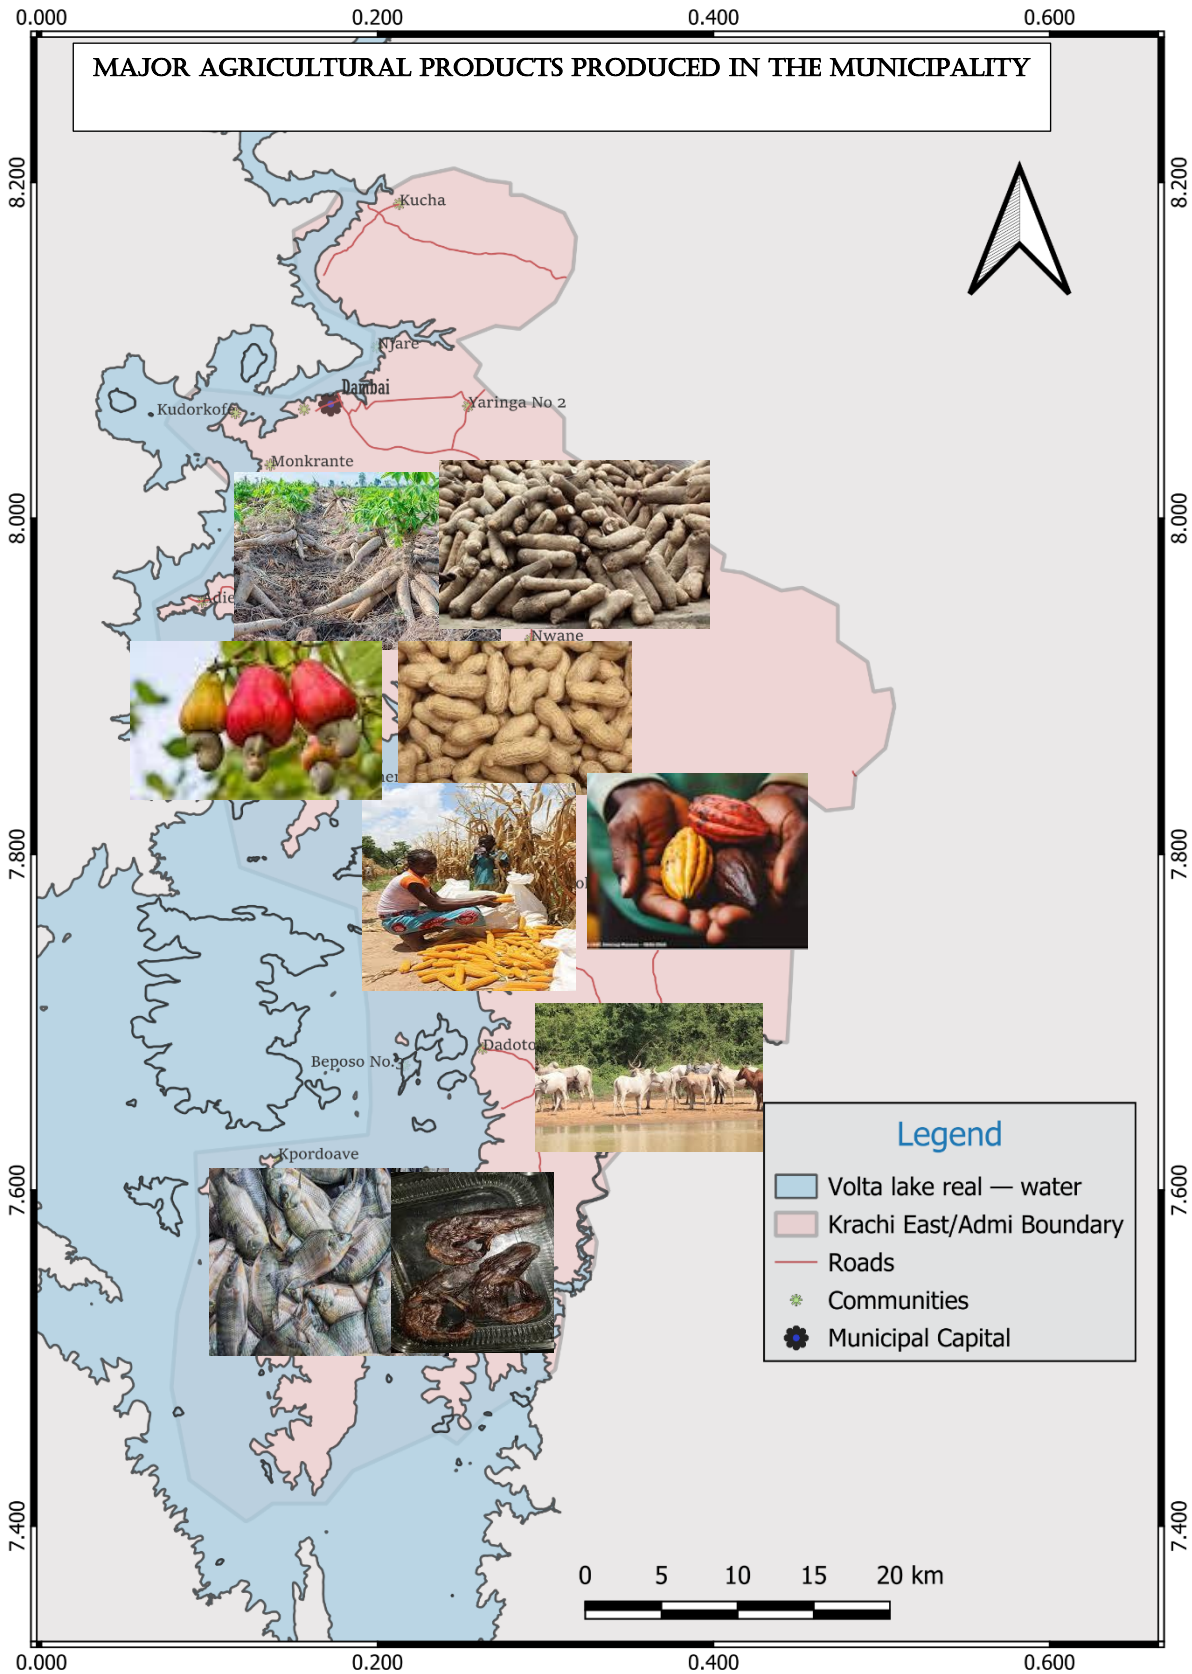 0.000 0.200 0.400 0.600
MAJOR AGRICULTURAL PRODUCTS PRODUCED IN THE MUNICIPALITY
8.200 8.200
Kucha
Njare
Dambai
Kudorkofe
Yaringa No 2
Monkrante
8.000 8.000
Adie
Nwane
7.800 7.800
Dadoto
Beposo No.3
Legend
Kpordoave
7.600 7.600
Volta lake real — water
Krachi East/Admi Boundary
Roads
Communities
Municipal Capital
7.400 7.400
0 5 10 15 20 km
0.000 0.200 0.400 0.600